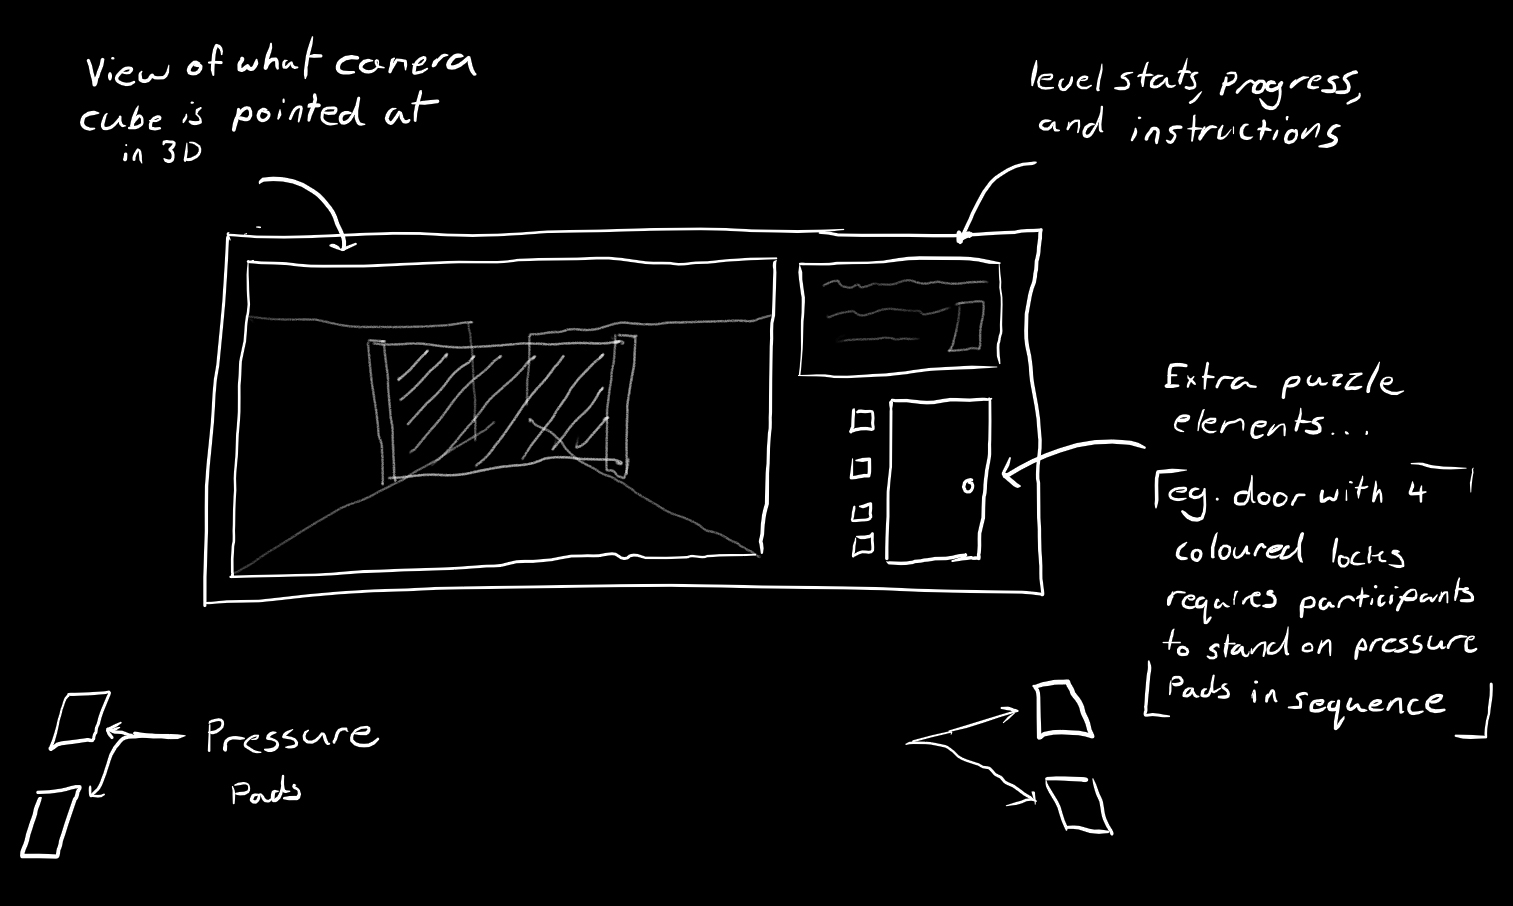 View of what camera
cube is pointed at
in 3D
level stats, progress,
and instructions
Extra puzzle
elements...
eg. door with 4
coloured locks
requires participants
to stand on pressure
Pads in sequence
Pressure
Pads